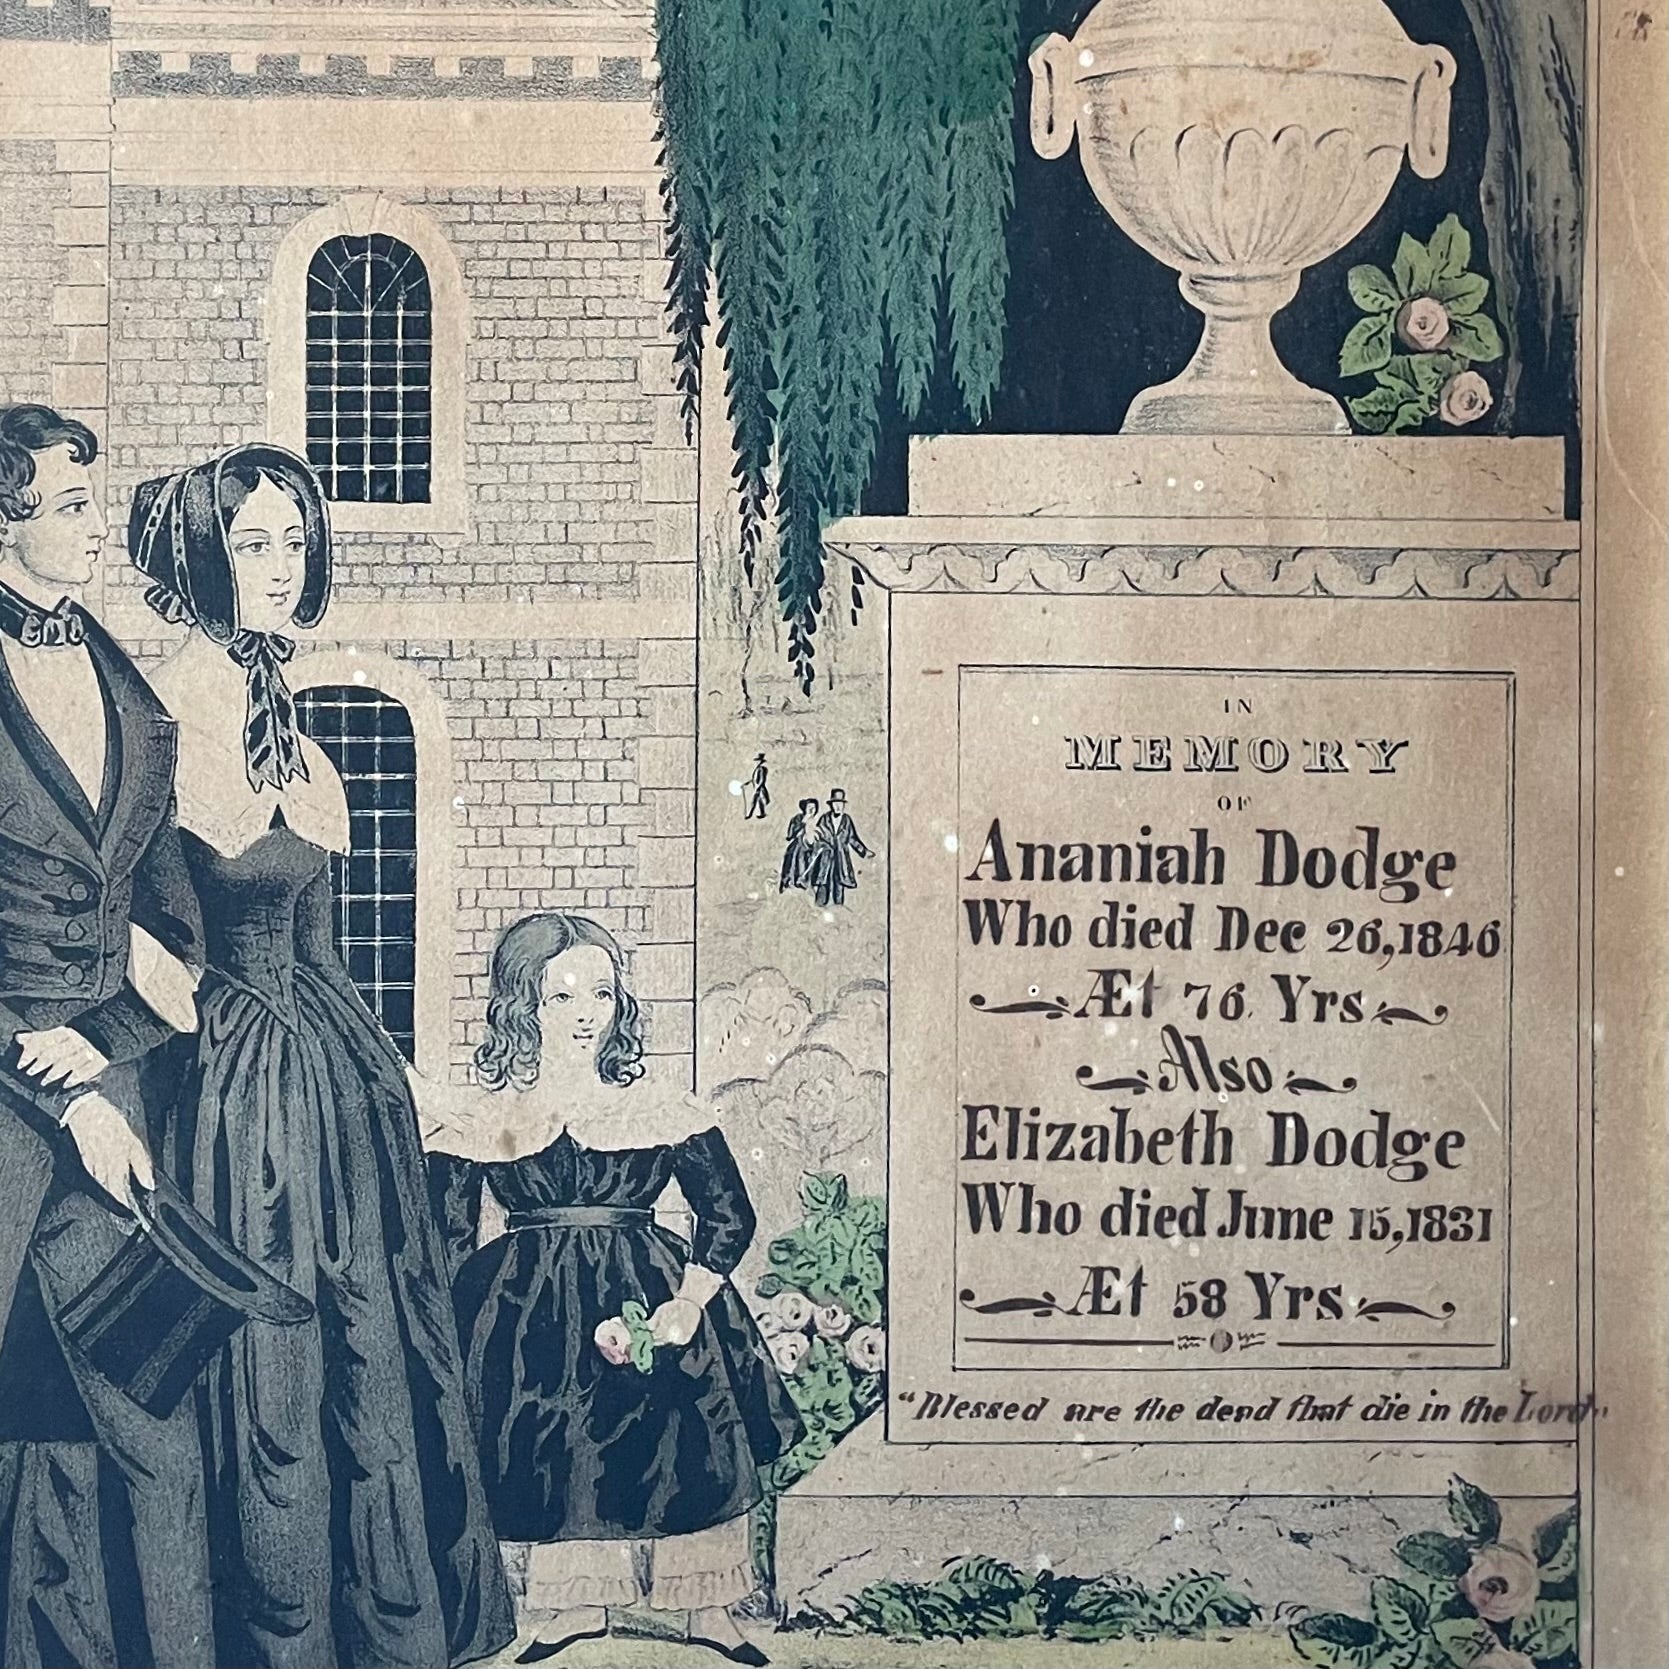 IN
MEMORY
OF
Ananiah Dodge
Who died Dec 26,1846
Æt 76. Yrs
Also
Elizabeth Dodge
Who died June 15,1831
Æt 58 Yrs
"Blessed are the dead that die in the Lord"